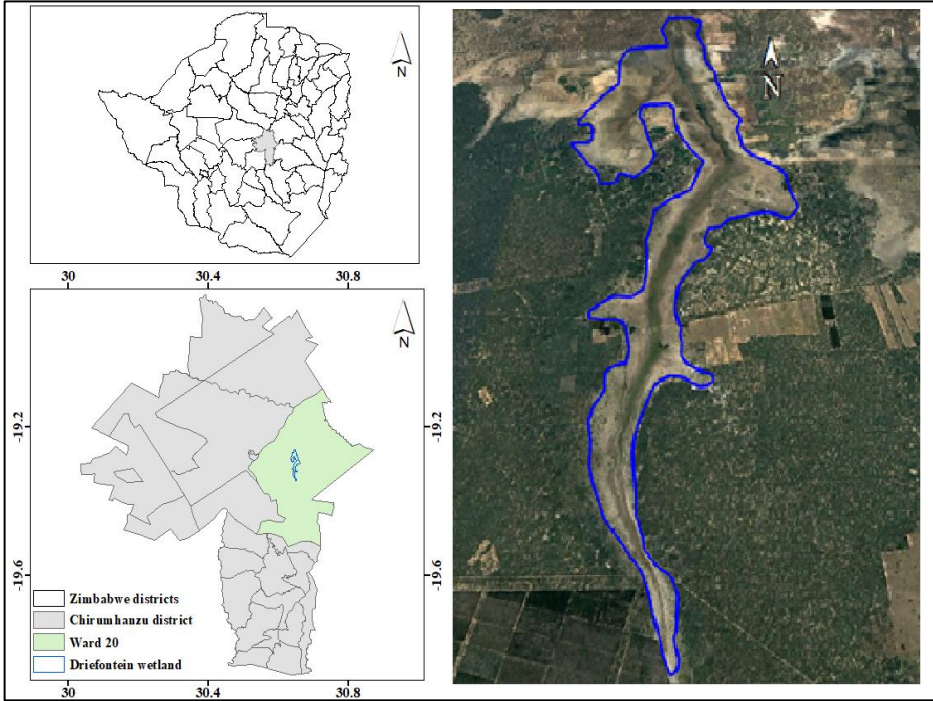 N
N
30 30.4 30.8
N
-19.2
-19.2
-19.6
-19.6
Zimbabwe districts
Chirumhanzu district
Ward 20
Driefontein wetland
30 30.4 30.8